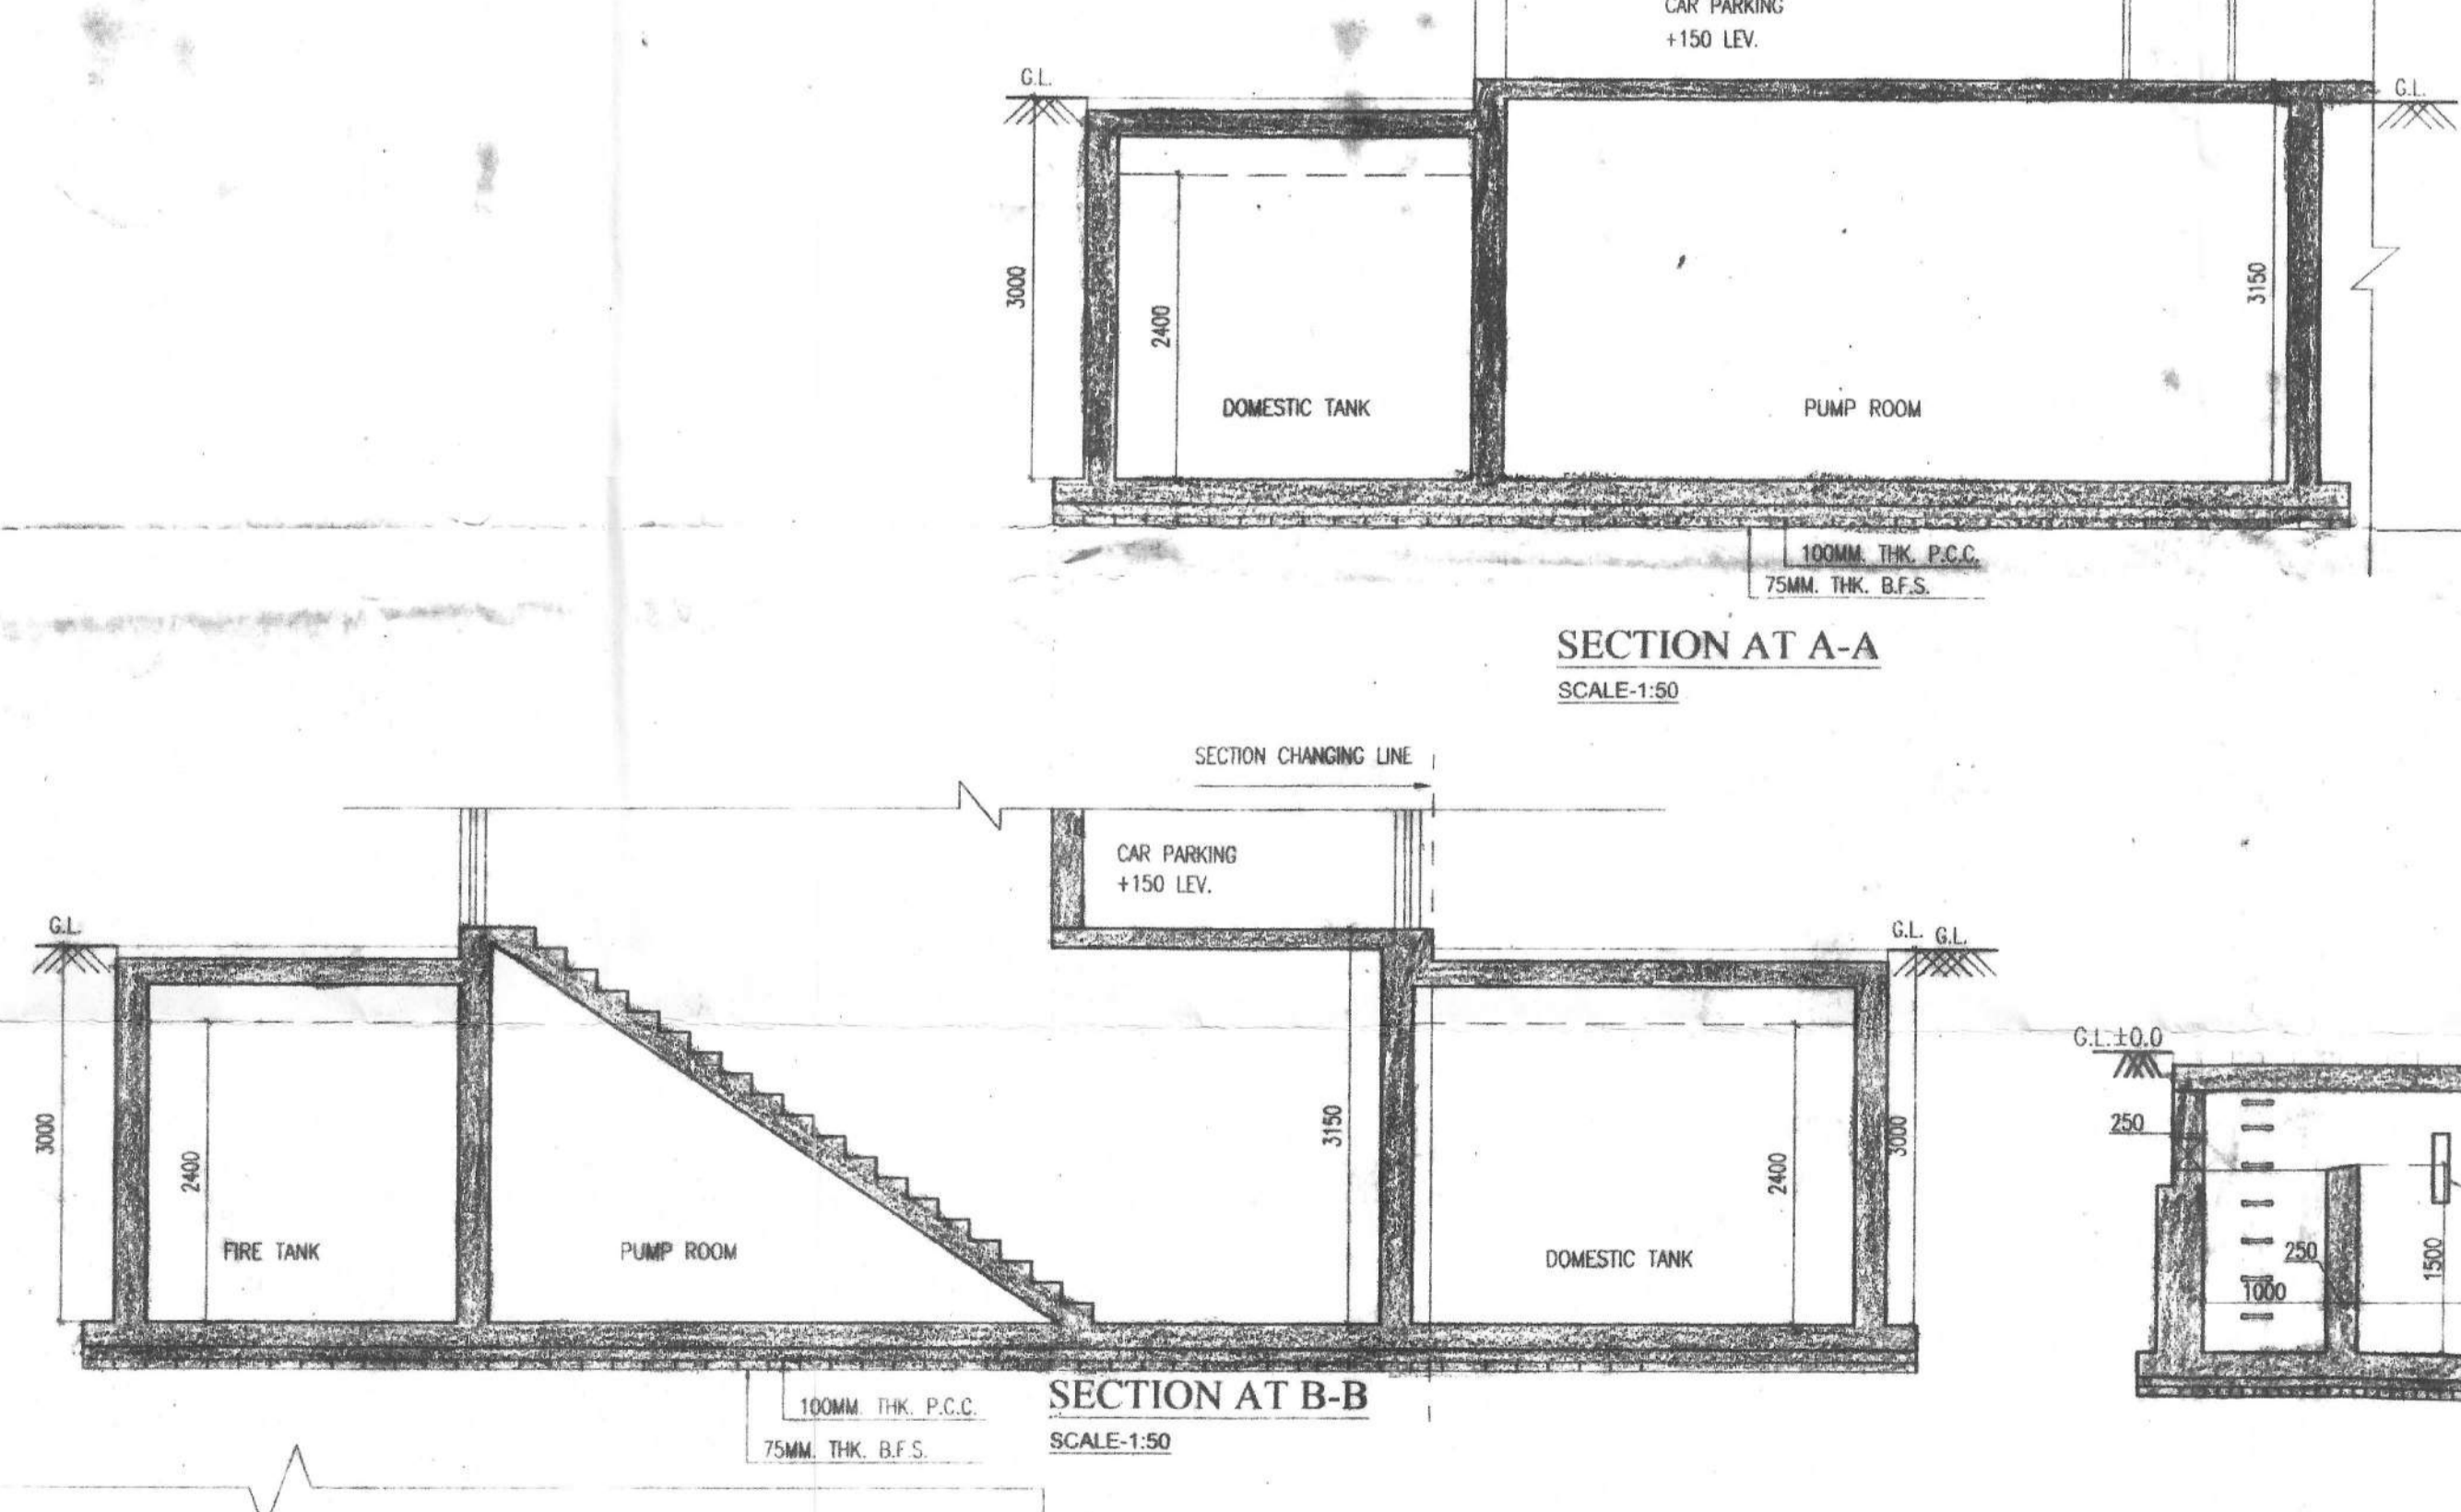 CAR PARKING
+150 LEV.
G.L.
G.L.
3000
2400
3150
DOMESTIC TANK
PUMP ROOM
100MM. THK. P.C.C.
75MM. THK. B.F.S.
SECTION AT A-A
SCALE-1:50
SECTION CHANGING LINE
CAR PARKING
+150 LEV.
G.L.
G.L. G.L.
G.L.±0.0
3000
2400
3150
2400
3000
250
FIRE TANK
PUMP ROOM
DOMESTIC TANK
250
1500
1000
100MM. THK. P.C.C.
75MM. THK. B.F.S.
SECTION AT B-B
SCALE-1:50